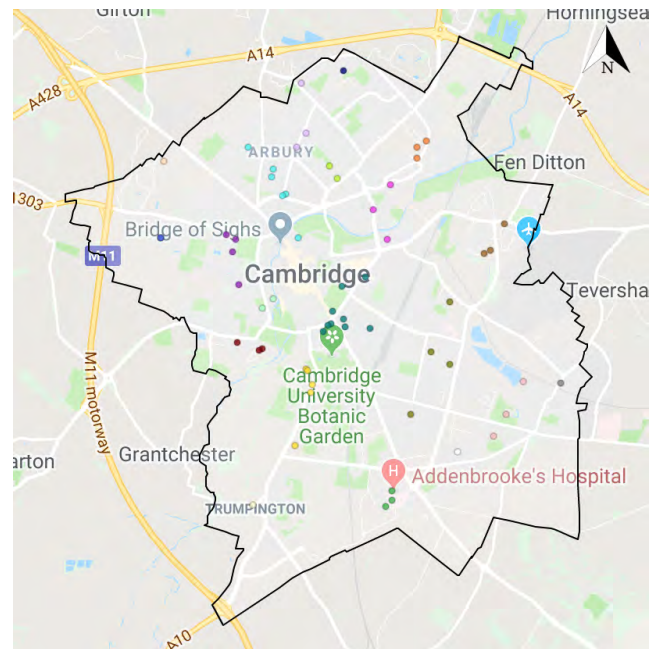 Girton
Horningsea
A14
N
A428
A14
ARBURY
Fen Ditton
1303
Bridge of Sighs
M11
Cambridge
Teversha
M11 motorway
Cambridge
University
Botanic
Garden
Grantchester
arton
H
Addenbrooke's Hospital
TRUMPINGTON
A10